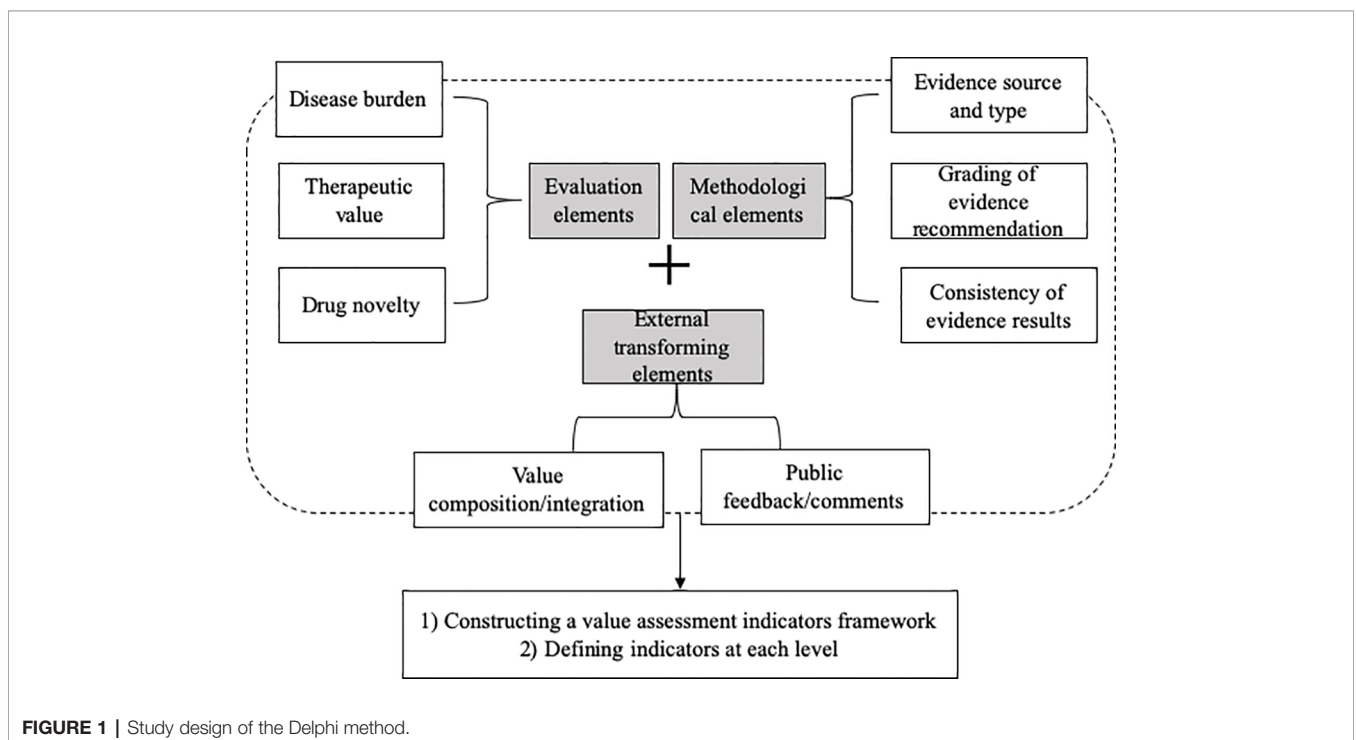 Disease burden
Therapeutic
value
Drug novelty
Evaluation
elements
Methodologi
cal elements
Evidence source
and type
Grading of
evidence
recommendation
Consistency of
evidence results
+
External
transforming
elements
Value
composition/integration
Public
feedback/comments
1) Constructing a value assessment indicators framework
2) Defining indicators at each level
FIGURE 1 | Study design of the Delphi method.